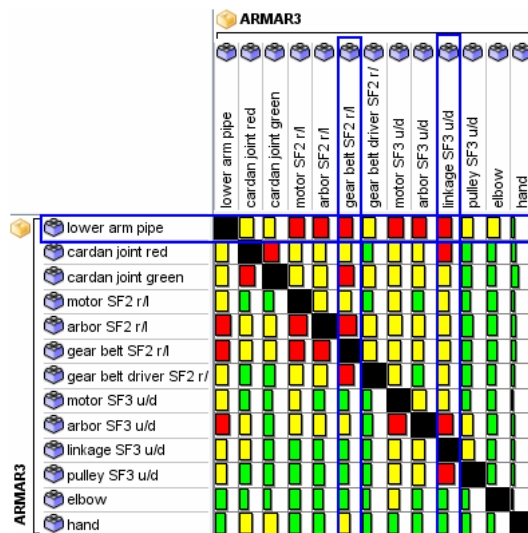 ARMAR3
lower arm pipe
cardan joint red
cardan joint green
motor SF2 r/l
arbor SF2 r/l
gear belt SF2 r/l
gear belt driver SF2 r/
motor SF3 u/d
arbor SF3 u/d
linkage SF3 u/d
pulley SF3 u/d
elbow
hand
ARMAR3
lower arm pipe
cardan joint red
cardan joint green
motor SF2 r/l
arbor SF2 r/l
gear belt SF2 r/l
gear belt driver SF2 r/
motor SF3 u/d
arbor SF3 u/d
linkage SF3 u/d
pulley SF3 u/d
elbow
hand